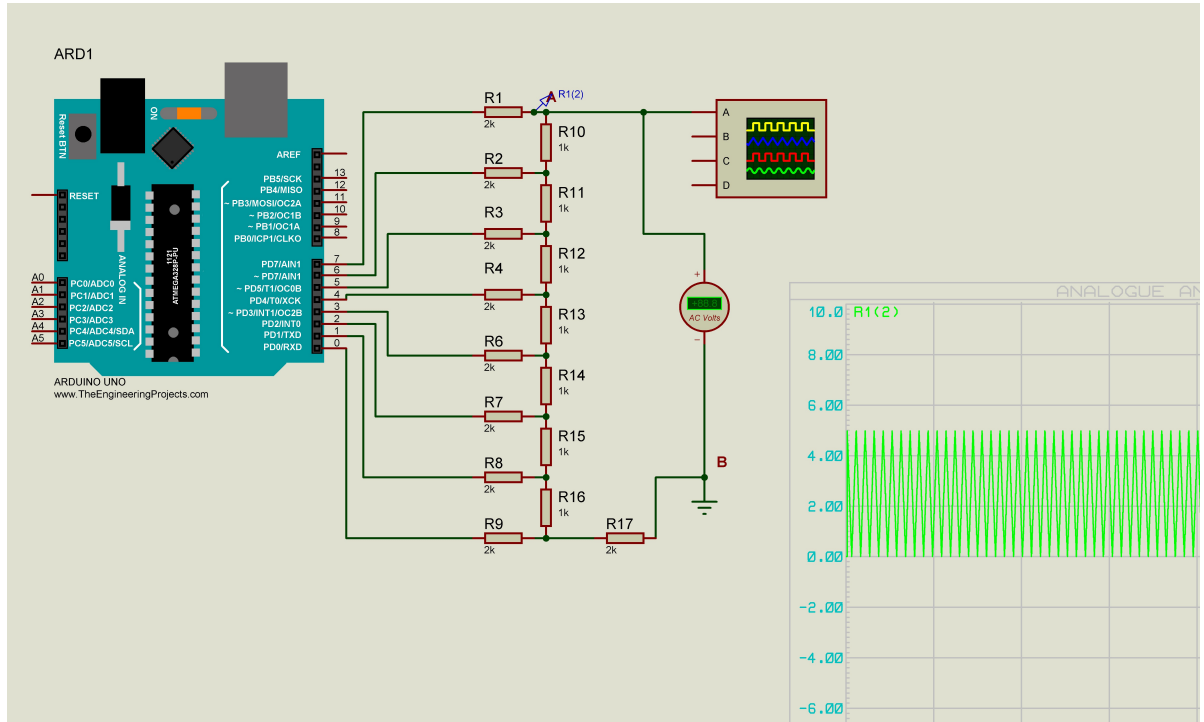 ARD1
ON
Reset BTN
RESET
ANALOG IN
1121
ATMEGA328P-PU
AREF
PB5/SCK 13
PB4/MISO 12
~ PB3/MOSI/OC2A 11
~ PB2/OC1B 10
~ PB1/OC1A 9
PB0/ICP1/CLKO 8
PD7/AIN1 7
~ PD7/AIN1 6
~ PD5/T1/OC0B 5
PD4/T0/XCK 4
~ PD3/INT1/OC2B 3
PD2/INT0 2
PD1/TXD 1
PD0/RXD 0
A0 PC0/ADC0
A1 PC1/ADC1
A2 PC2/ADC2
A3 PC3/ADC3
A4 PC4/ADC4/SDA
A5 PC5/ADC5/SCL
ARDUINO UNO
www.TheEngineeringProjects.com
R1
2k
R2
2k
R3
2k
R4
2k
R6
2k
R7
2k
R8
2k
R9
2k
A R1(2)
R10
1k
R11
1k
R12
1k
R13
1k
R14
1k
R15
1k
R16
1k
R17
2k
A
B
C
D
+
+88.8
AC Volts
−
B
ANALOGUE AN
R1(2)
10.0
8.00
6.00
4.00
2.00
0.00
-2.00
-4.00
-6.00